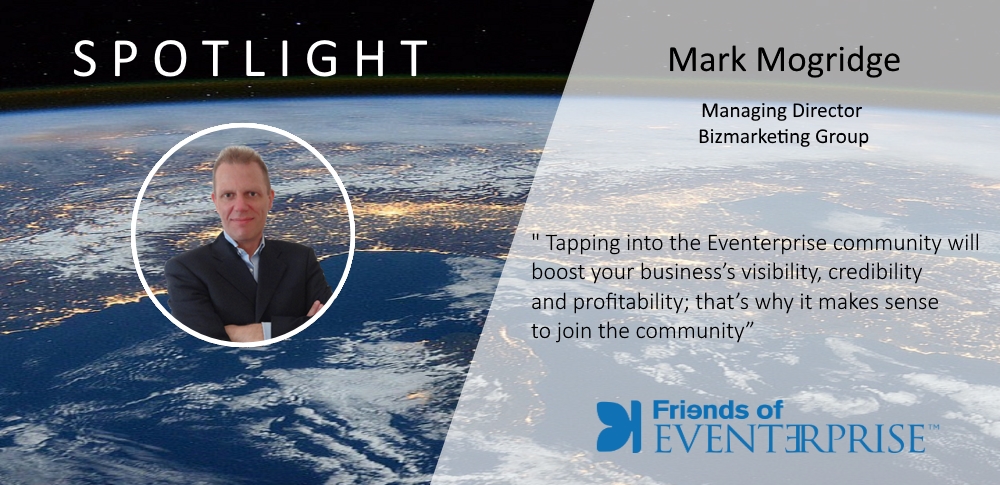 SPOTLIGHT
Mark Mogridge
Managing Director
Bizmarketing Group
" Tapping into the Eventerprise community will
boost your business’s visibility, credibility
and profitability; that’s why it makes sense
to join the community”
Friends of
EVENTERPRISE™